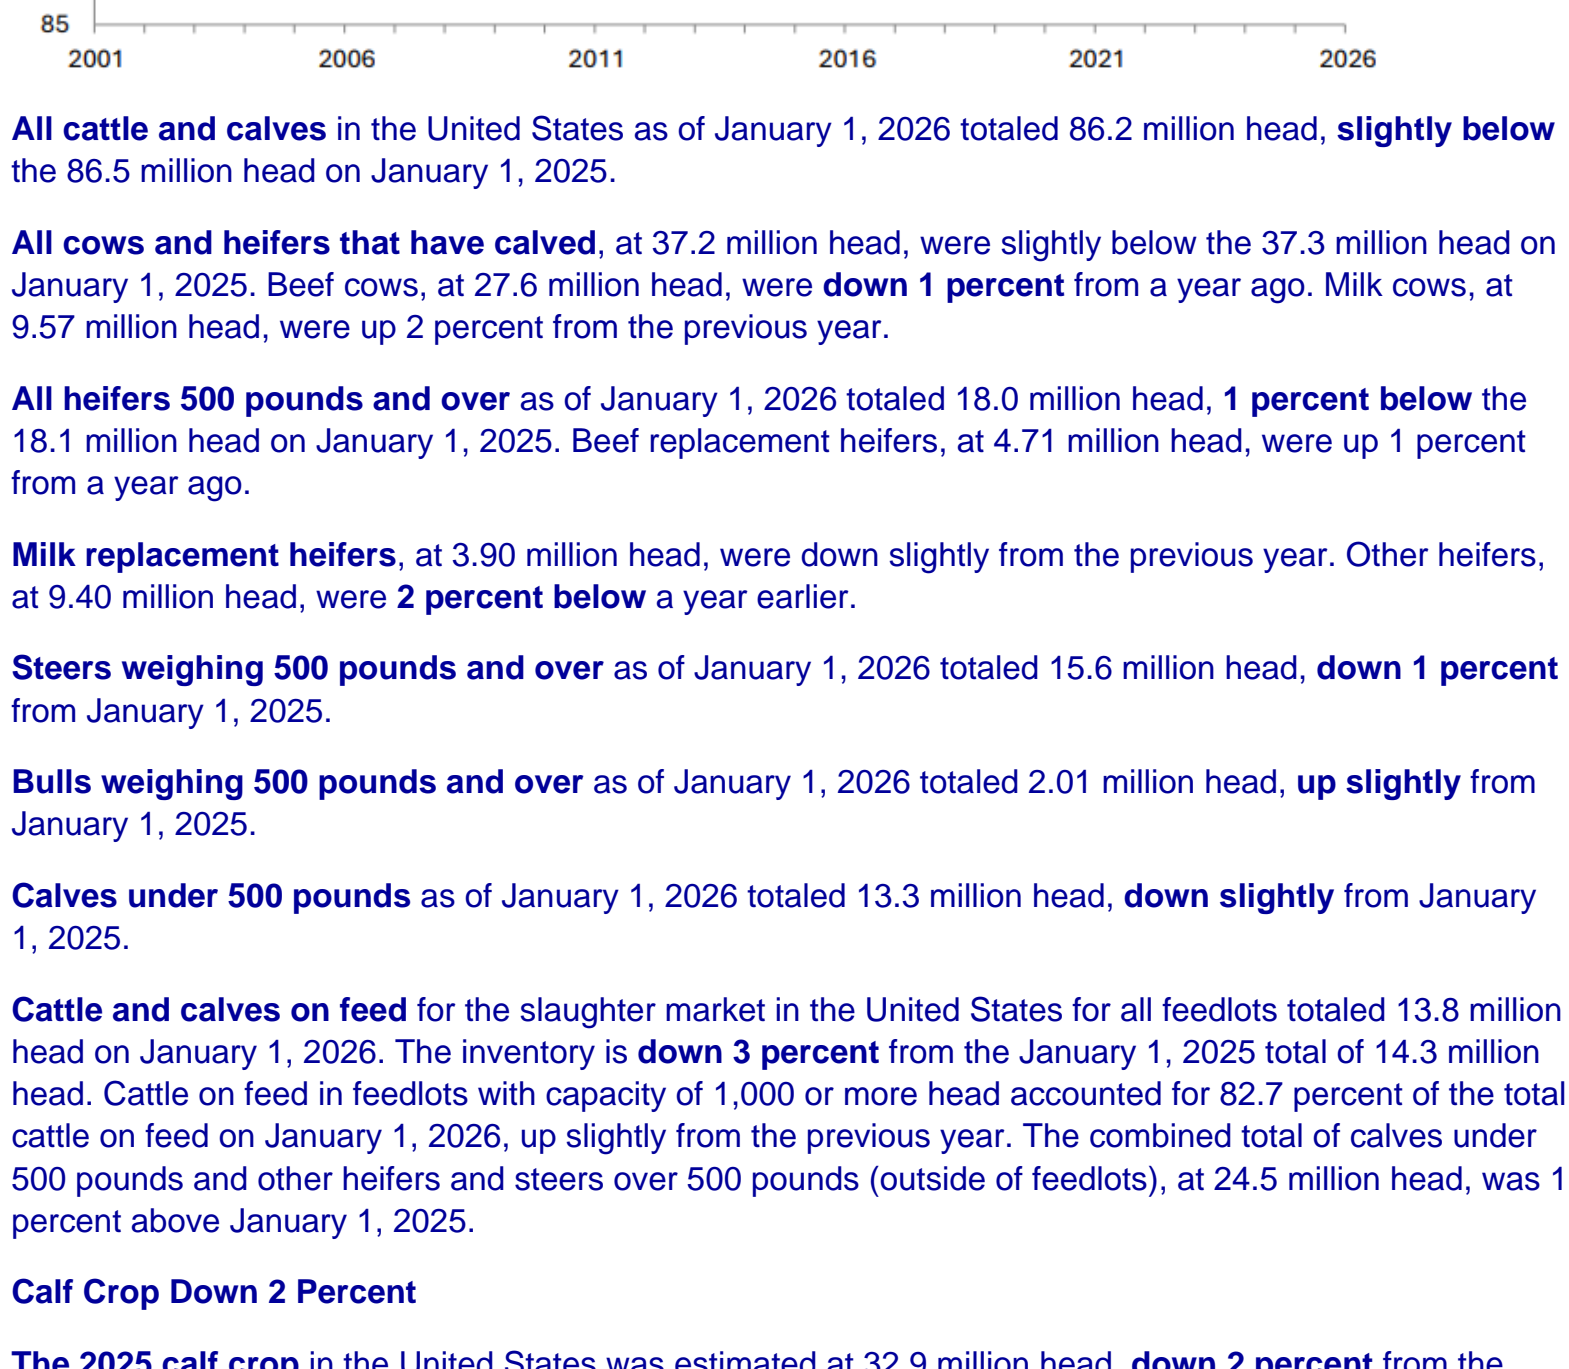 85
2001 2006 2011 2016 2021 2026
All cattle and calves in the United States as of January 1, 2026 totaled 86.2 million head, slightly below
the 86.5 million head on January 1, 2025.
All cows and heifers that have calved, at 37.2 million head, were slightly below the 37.3 million head on
January 1, 2025. Beef cows, at 27.6 million head, were down 1 percent from a year ago. Milk cows, at
9.57 million head, were up 2 percent from the previous year.
All heifers 500 pounds and over as of January 1, 2026 totaled 18.0 million head, 1 percent below the
18.1 million head on January 1, 2025. Beef replacement heifers, at 4.71 million head, were up 1 percent
from a year ago.
Milk replacement heifers, at 3.90 million head, were down slightly from the previous year. Other heifers,
at 9.40 million head, were 2 percent below a year earlier.
Steers weighing 500 pounds and over as of January 1, 2026 totaled 15.6 million head, down 1 percent
from January 1, 2025.
Bulls weighing 500 pounds and over as of January 1, 2026 totaled 2.01 million head, up slightly from
January 1, 2025.
Calves under 500 pounds as of January 1, 2026 totaled 13.3 million head, down slightly from January
1, 2025.
Cattle and calves on feed for the slaughter market in the United States for all feedlots totaled 13.8 million
head on January 1, 2026. The inventory is down 3 percent from the January 1, 2025 total of 14.3 million
head. Cattle on feed in feedlots with capacity of 1,000 or more head accounted for 82.7 percent of the total
cattle on feed on January 1, 2026, up slightly from the previous year. The combined total of calves under
500 pounds and other heifers and steers over 500 pounds (outside of feedlots), at 24.5 million head, was 1
percent above January 1, 2025.
Calf Crop Down 2 Percent
The 2025 calf crop in the United States was estimated at 32.9 million head, down 2 percent from the